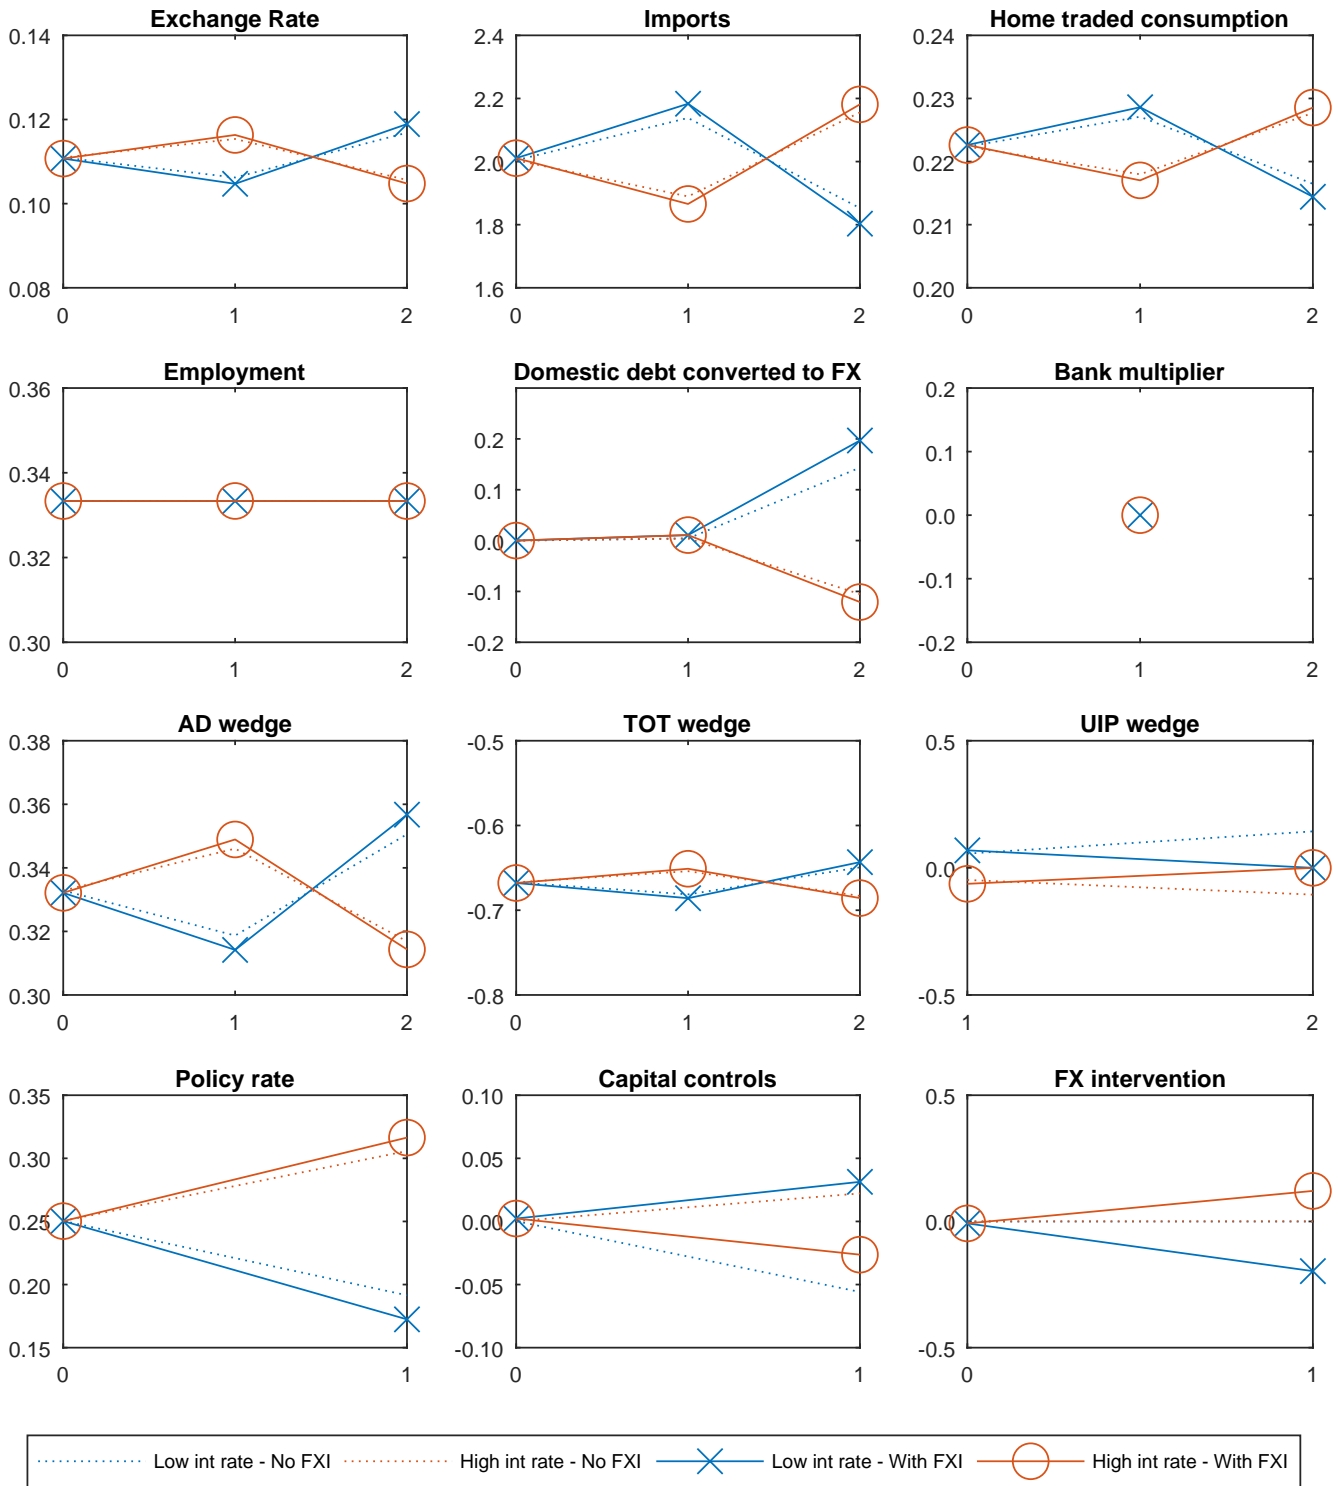 Exchange Rate
0.14
0.12
0.10
0.08
0 1 2
Imports
2.4
2.2
2.0
1.8
1.6
0 1 2
Home traded consumption
0.24
0.23
0.22
0.21
0.20
0 1 2
Employment
0.36
0.34
0.32
0.30
0 1 2
Domestic debt converted to FX
0.2
0.1
0.0
-0.1
-0.2
0 1 2
Bank multiplier
0.2
0.1
0.0
-0.1
-0.2
0 1 2
AD wedge
0.38
0.36
0.34
0.32
0.30
0 1 2
TOT wedge
-0.5
-0.6
-0.7
-0.8
0 1 2
UIP wedge
0.5
0.0
-0.5
1 2
Policy rate
0.35
0.30
0.25
0.20
0.15
0 1
Capital controls
0.10
0.05
0.00
-0.05
-0.10
0 1
FX intervention
0.5
0.0
-0.5
0 1
Low int rate - No FXI High int rate - No FXI Low int rate - With FXI High int rate - With FXI